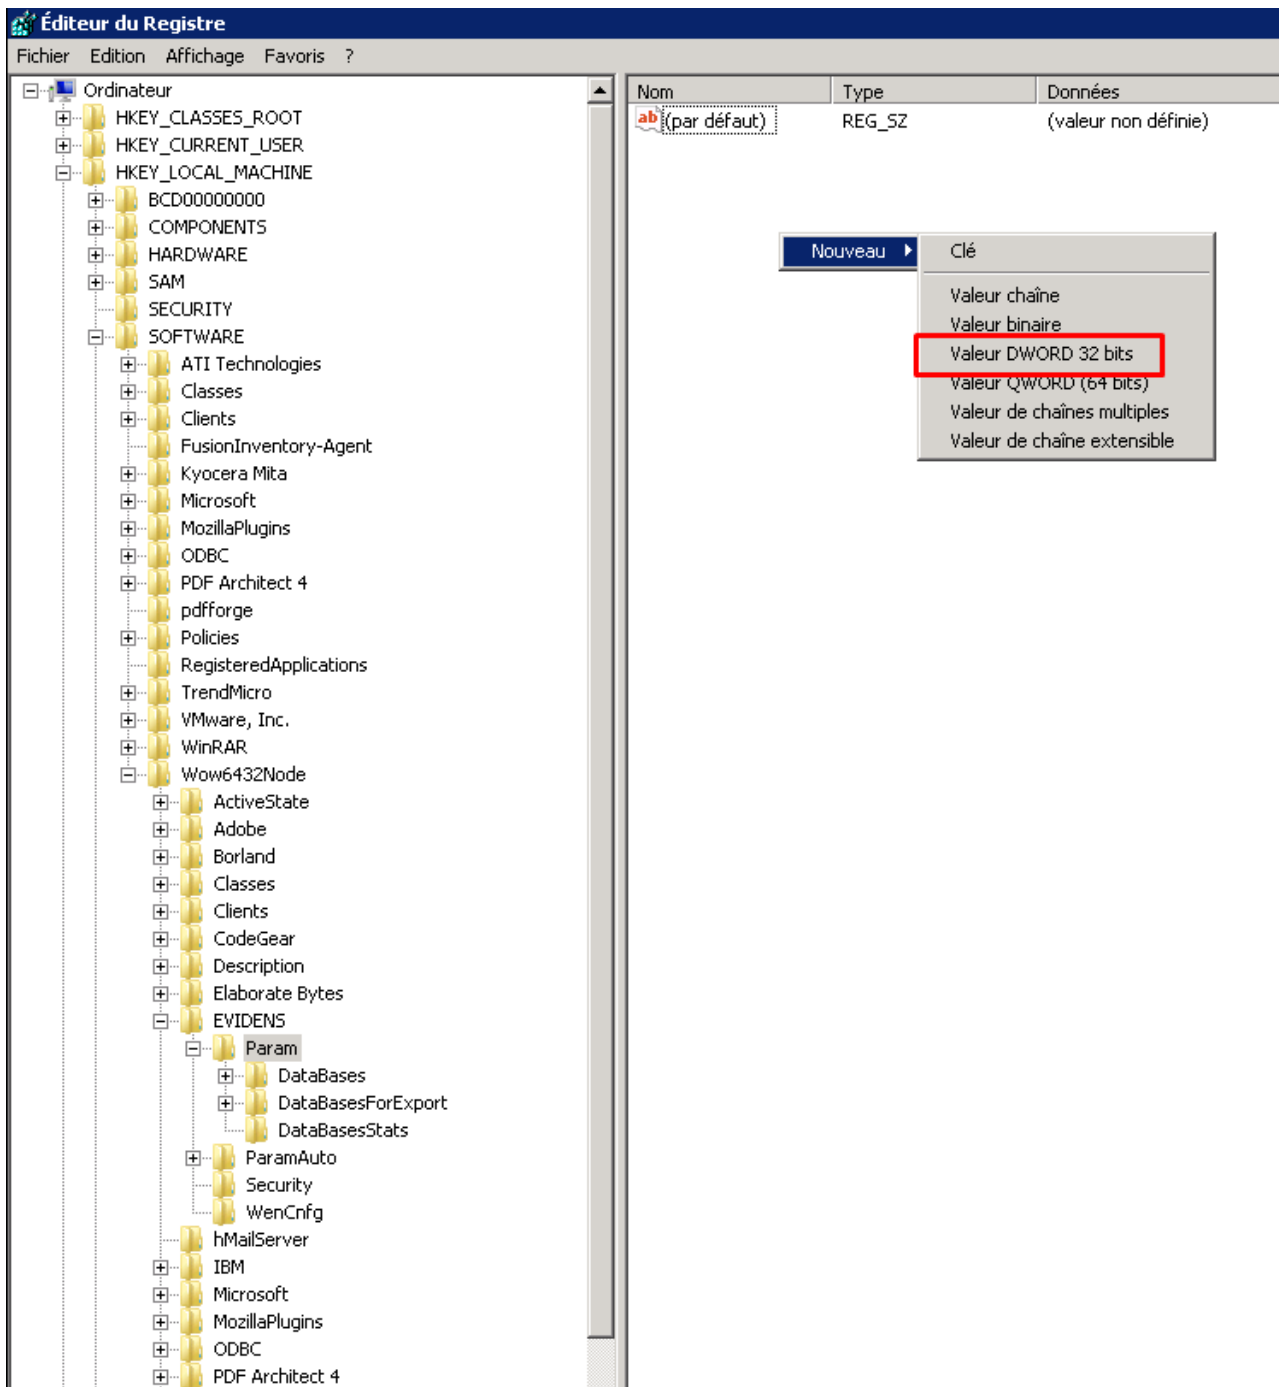 Éditeur du Registre
Fichier Edition Affichage Favoris ?
Ordinateur
HKEY_CLASSES_ROOT
HKEY_CURRENT_USER
HKEY_LOCAL_MACHINE
BCD00000000
COMPONENTS
HARDWARE
SAM
SECURITY
SOFTWARE
ATI Technologies
Classes
Clients
FusionInventory-Agent
Kyocera Mita
Microsoft
MozillaPlugins
ODBC
PDF Architect 4
pdfforge
Policies
RegisteredApplications
TrendMicro
VMware, Inc.
WinRAR
Wow6432Node
ActiveState
Adobe
Borland
Classes
Clients
CodeGear
Description
Elaborate Bytes
EVIDENS
Param
DataBases
DataBasesForExport
DataBasesStats
ParamAuto
Security
WenCnfg
hMailServer
IBM
Microsoft
MozillaPlugins
ODBC
PDF Architect 4
Nom Type Données
ab (par défaut) REG_SZ (valeur non définie)
Nouveau
Clé
Valeur chaîne
Valeur binaire
Valeur DWORD 32 bits
Valeur QWORD (64 bits)
Valeur de chaînes multiples
Valeur de chaîne extensible